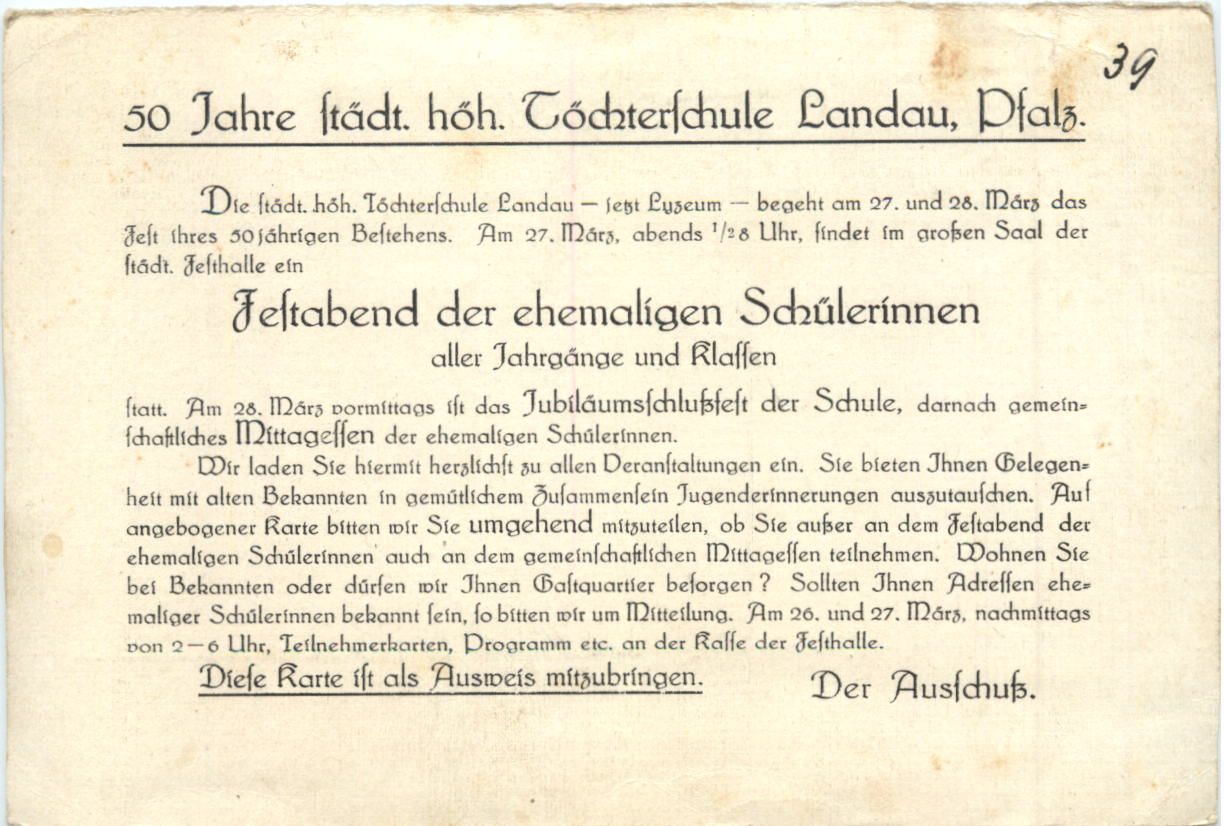 39
50 Jahre städt. höh. Töchterschule Landau, Pfalz.
Die städt. höh. Töchterschule Landau — jetzt Lyzeum — begeht am 27. und 28. März das
Fest ihres 50jährigen Bestehens. Am 27. März, abends 1/28 Uhr, findet im großen Saal der
städt. Festhalle ein
Festabend der ehemaligen Schülerinnen
aller Jahrgänge und Klassen
statt. Am 28. März vormittags ist das Jubiläumsschlußfest der Schule, darnach gemein=
schaftliches Mittagessen der ehemaligen Schülerinnen.
Wir laden Sie hiermit herzlichst zu allen Veranstaltungen ein. Sie bieten Ihnen Gelegen=
heit mit alten Bekannten in gemütlichem Zusammensein Jugenderinnerungen auszutauschen. Auf
angebogener Karte bitten wir Sie umgehend mitzuteilen, ob Sie außer an dem Festabend der
ehemaligen Schülerinnen auch an dem gemeinschaftlichen Mittagessen teilnehmen. Wohnen Sie
bei Bekannten oder dürfen wir Ihnen Gastquartier besorgen? Sollten Ihnen Adressen ehe=
maliger Schülerinnen bekannt sein, so bitten wir um Mitteilung. Am 26. und 27. März, nachmittags
von 2—6 Uhr, Teilnehmerkarten, Programm etc. an der Kasse der Festhalle.
Diese Karte ist als Ausweis mitzubringen.
Der Ausschuß.